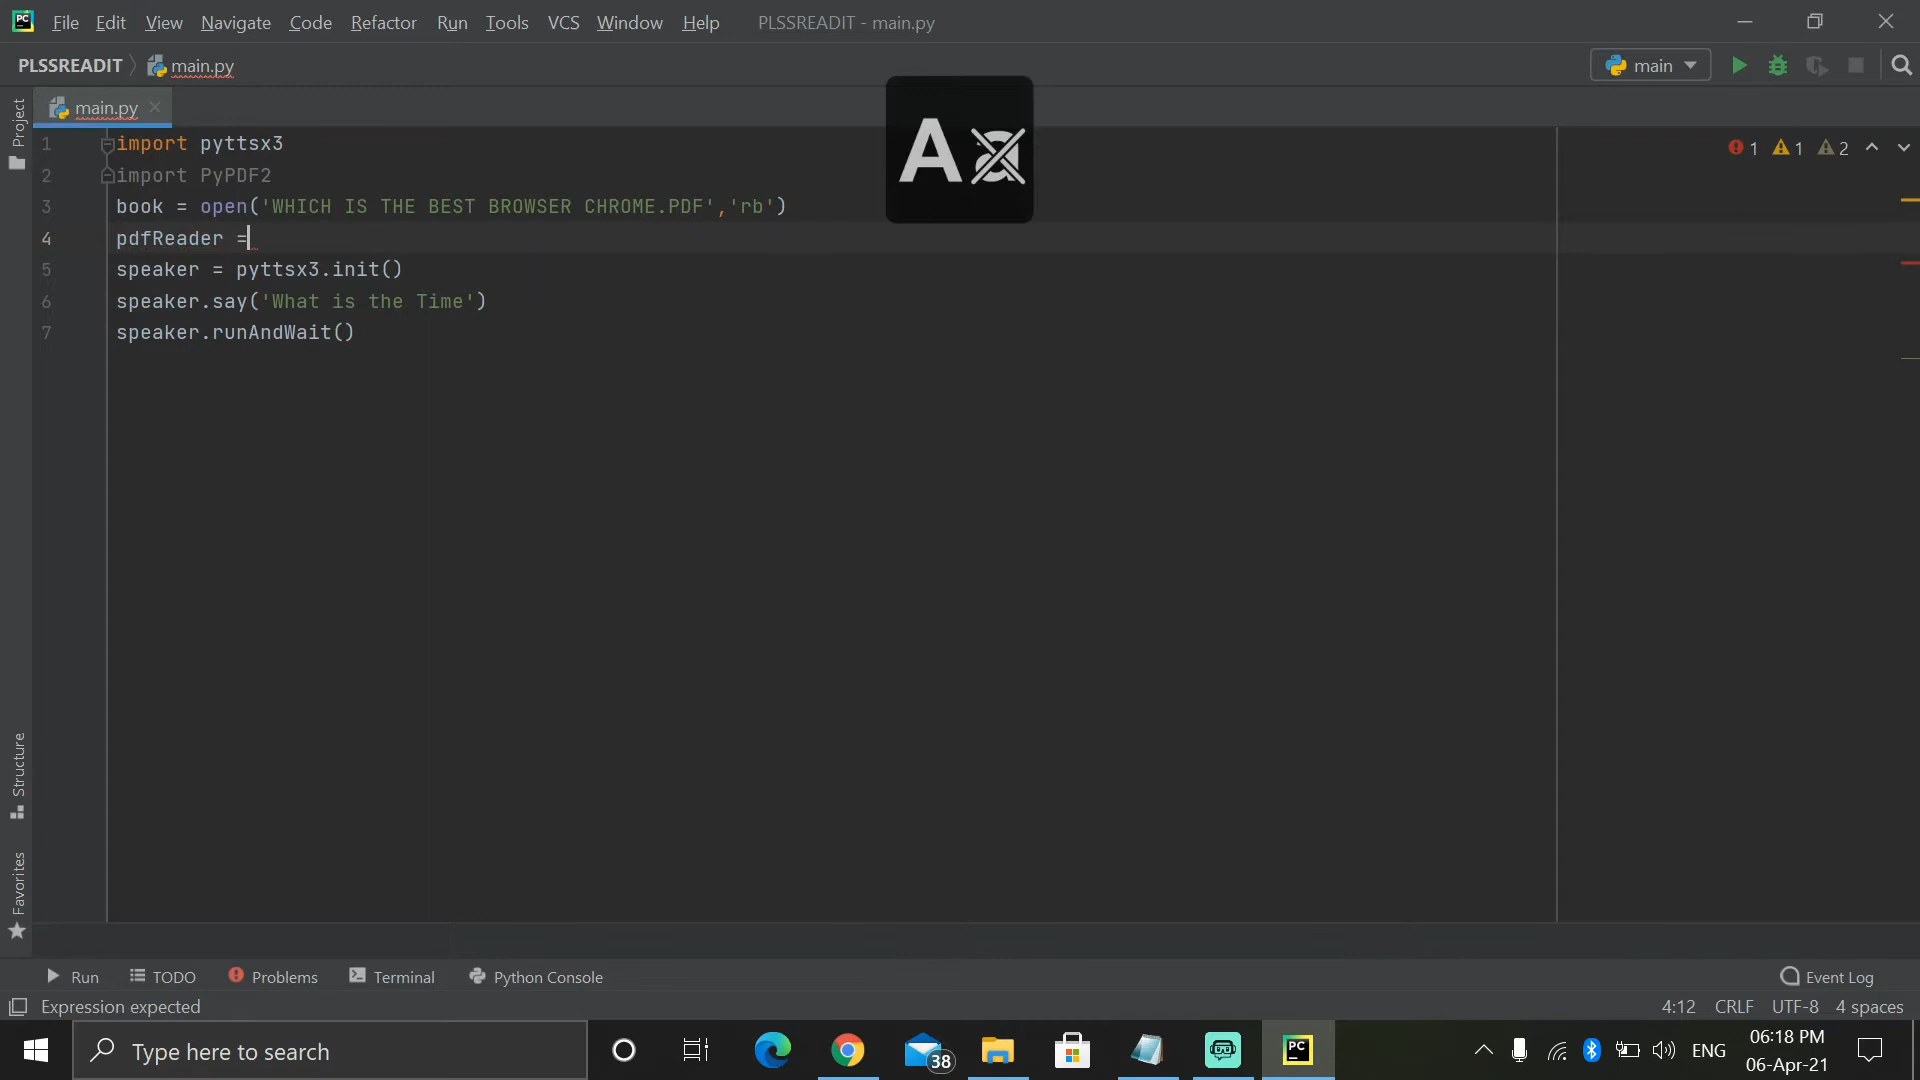 PC File Edit View Navigate Code Refactor Run Tools VCS Window Help PLSSREADIT - main.py
PLSSREADIT main.py main
main.py
Project
1 import pyttsx3
2 import PyPDF2
3 book = open('WHICH IS THE BEST BROWSER CHROME.PDF','rb')
4 pdfReader =
5 speaker = pyttsx3.init()
6 speaker.say('What is the Time')
7 speaker.runAndWait()
1 1 2
A a
Structure
Favorites
Run TODO Problems Terminal Python Console Event Log
Expression expected 4:12 CRLF UTF-8 4 spaces
Type here to search 38 PC ENG 06:18 PM
06-Apr-21